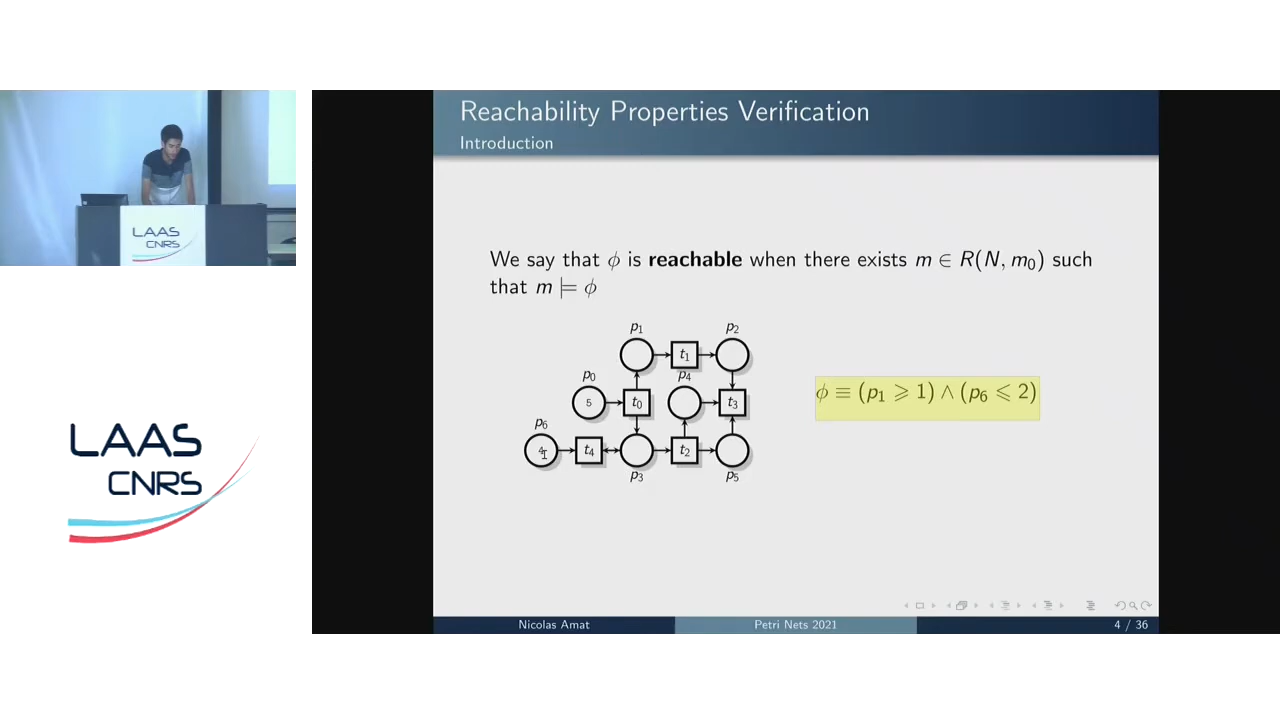 Reachability Properties Verification
Introduction
LAAS
CNRS
We say that ϕ is reachable when there exists m ∈ R(N, m₀) such
that m ⊨ ϕ
p₁
p₂
t₁
p₀
p₄
5
t₀
t₃
p₆
t₄
t₂
p₃
p₅
ϕ ≡ (p₁ ⩾ 1) ∧ (p₆ ⩽ 2)
LAAS
CNRS
Nicolas Amat
Petri Nets 2021
4 / 36